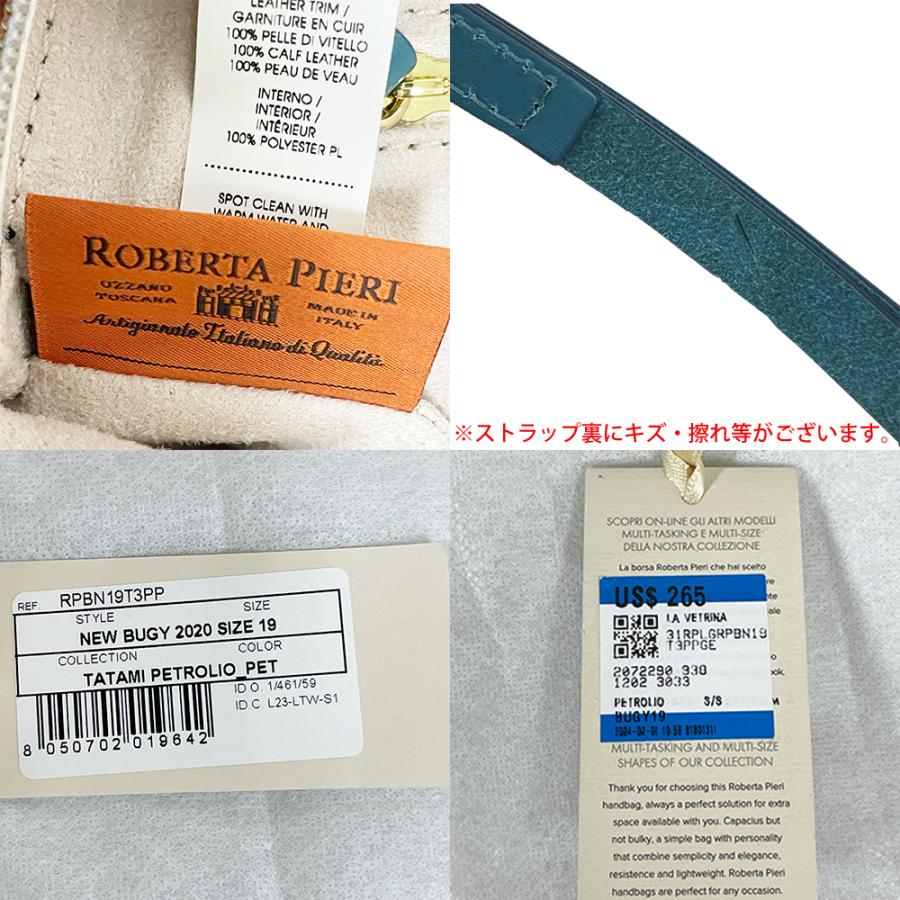 LEATHER TRIM /
GARNITURE EN CUIR
100% PELLE DI VITELLO
100% CALF LEATHER
100% PEAU DE VEAU
INTERNO /
INTERIOR /
INTÉRIEUR
100% POLYESTER PL
SPOT CLEAN WITH
WARM WATER AND
ROBERTA PIERI
UZZANO
TOSCANA
MADE IN
ITALY
Artigianato Italiano di Qualità
※ストラップ裏にキズ・擦れ等がございます。
REF. RPBN19T3PP
STYLE SIZE
NEW BUGY 2020 SIZE 19
COLLECTION COLOR
TATAMI PETROLIO_PET
ID O. 1/461/59
ID.C. L23-LTW-S1
8 050702 019642
SCOPRI ON-LINE GLI ALTRI MODELLI
MULTI-TASKING E MULTI-SIZE
DELLA NOSTRA COLLEZIONE
La borsa Roberta Pieri che hai scelto
US$ 265
LA VETRINA
31RPLGRPBN19
T3PPGE
2072290 938
1202 3033
PETROLIO S/S
BUGY19
MULTI-TASKING AND MULTI-SIZE
SHAPES OF OUR COLLECTION
Thank you for choosing this Roberta Pieri
handbag, always a perfect solution for extra
space available with you. Capacius but
not bulky, a simple bag with personality
that combine semplicity and elegance,
resistence and lightweight. Roberta Pieri
handbags are perfect for any occasion.